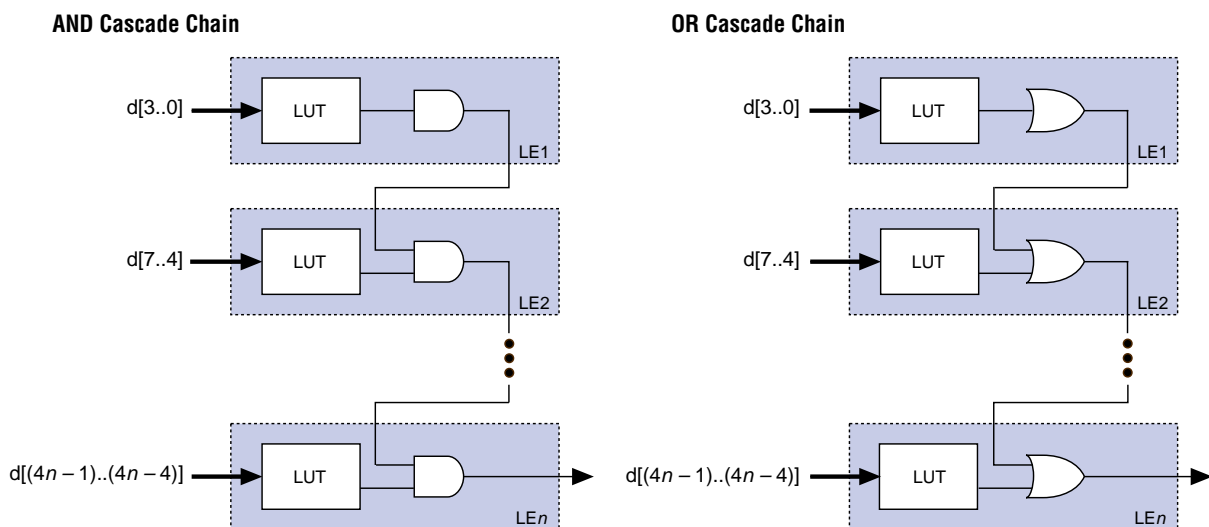 AND Cascade Chain
d[3..0]
LUT
LE1
d[7..4]
LUT
LE2
d[(4n – 1)..(4n – 4)]
LUT
LEn
OR Cascade Chain
d[3..0]
LUT
LE1
d[7..4]
LUT
LE2
d[(4n – 1)..(4n – 4)]
LUT
LEn